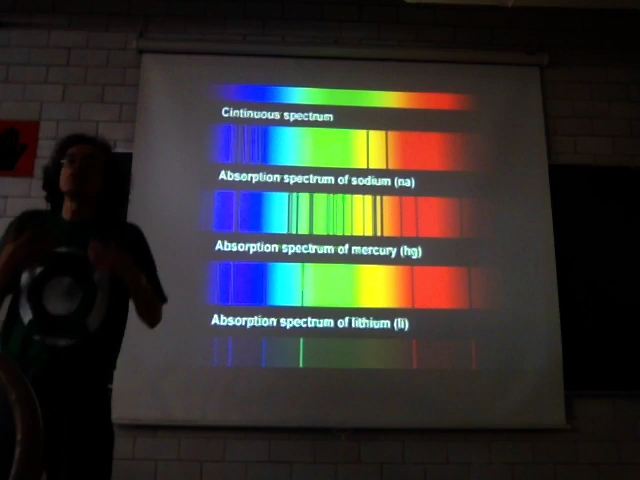 Cintinuous spectrum
Absorption spectrum of sodium (na)
Absorption spectrum of mercury (hg)
Absorption spectrum of lithium (li)